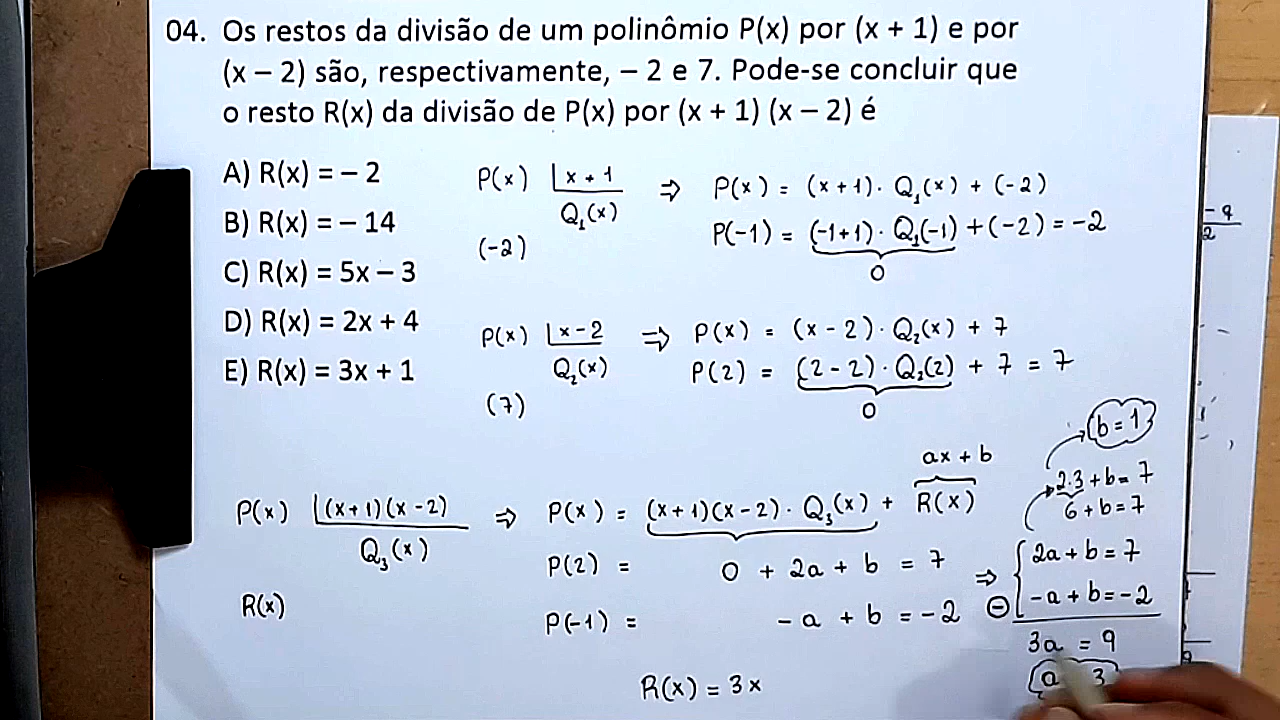 04. Os restos da divisão de um polinômio P(x) por (x + 1) e por
(x – 2) são, respectivamente, – 2 e 7. Pode-se concluir que
o resto R(x) da divisão de P(x) por (x + 1) (x – 2) é
A) R(x) = – 2
B) R(x) = – 14
C) R(x) = 5x – 3
D) R(x) = 2x + 4
E) R(x) = 3x + 1
P(x) x + 1 ⇒ P(x) = (x+1)· Q₁(x) + (-2)
Q₁(x)
(-2)
P(-1) = (-1+1)· Q₁(-1) + (-2) = -2
0
P(x) x - 2 ⇒ P(x) = (x - 2)· Q₂(x) + 7
Q₂(x)
(7)
P(2) = (2 - 2)· Q₂(2) + 7 = 7
0
ax + b
P(x) (x+1)(x-2) ⇒ P(x) = (x+1)(x-2)· Q₃(x) + R(x)
Q₃(x)
R(x)
P(2) = 0 + 2a + b = 7
P(-1) = -a + b = -2
⇒ 2a + b = 7
⊖ -a + b = -2
3a = 9
a 3
2.3 + b = 7
6 + b = 7
b = 1
R(x) = 3x